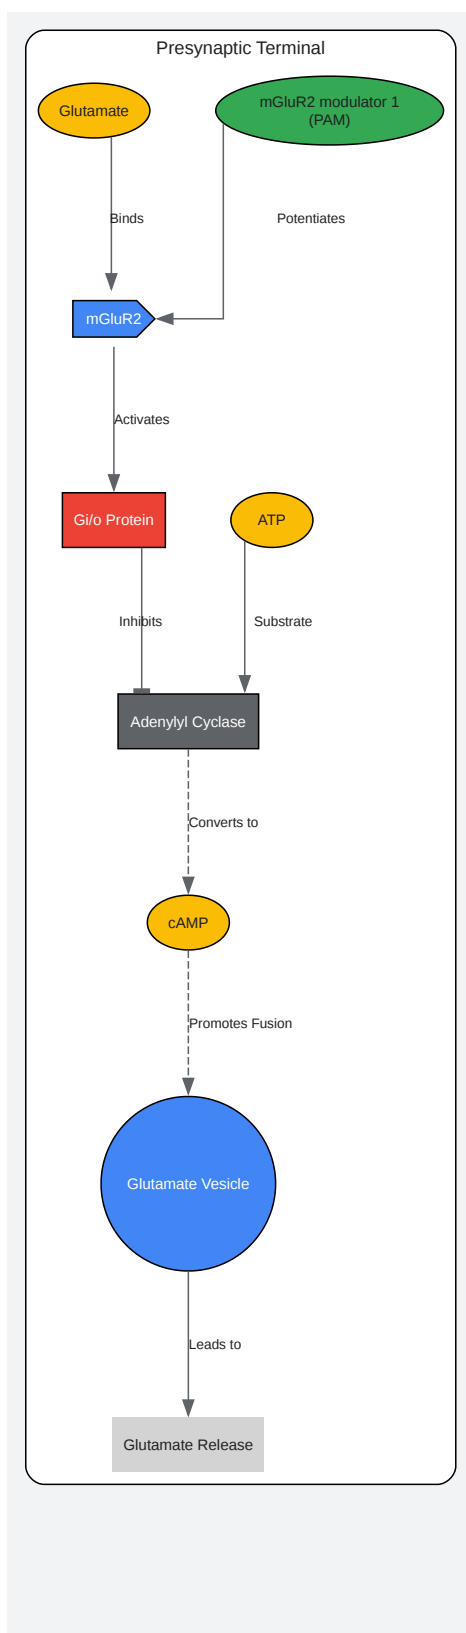 Presynaptic Terminal
Glutamate
mGluR2 modulator 1
(PAM)
Binds
Potentiates
mGluR2
Activates
Gi/o Protein
ATP
Inhibits
Substrate
Adenylyl Cyclase
Converts to
cAMP
Promotes Fusion
Glutamate Vesicle
Leads to
Glutamate Release